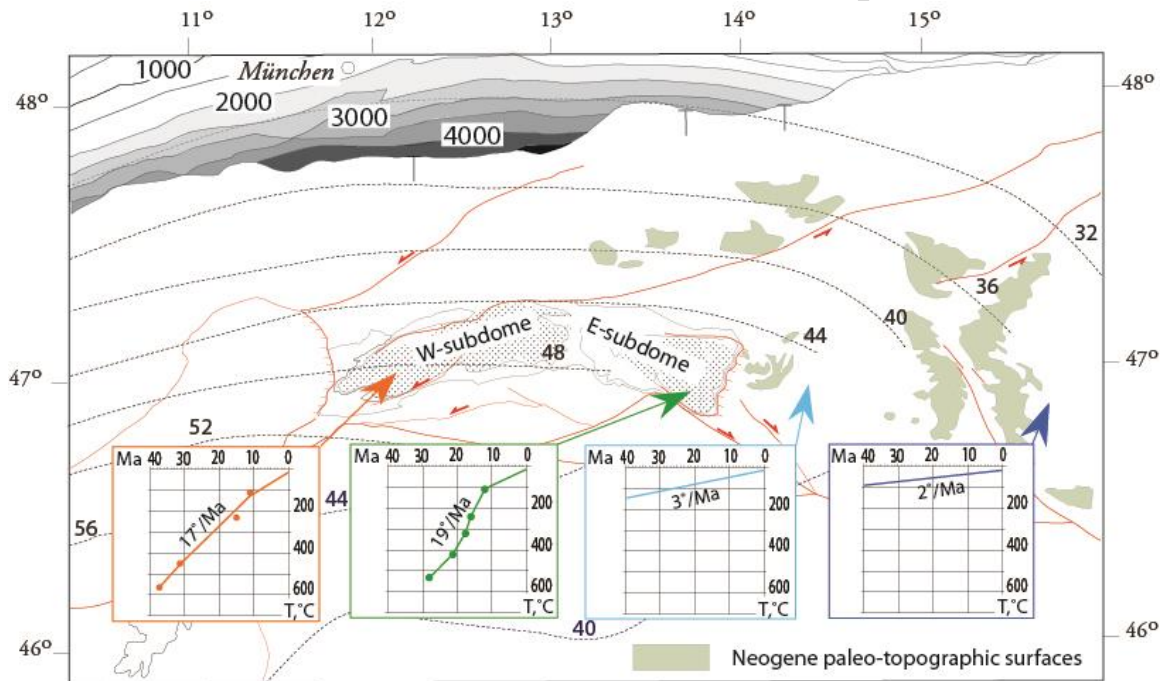 11° 12° 13° 14° 15°
1000
München
2000
48° 48°
3000
4000
32
36
40
44
W-subdome E-subdome
48
47° 47°
52
Ma 40 30 20 10 0
17°/Ma
200
400
600
T,°C
Ma 40 30 20 10 0
19°/Ma
200
400
600
T,°C
Ma 40 30 20 10 0
3°/Ma
200
400
600
T,°C
Ma 40 30 20 10 0
2°/Ma
200
400
600
T,°C
44
56
40
46° 46°
Neogene paleo-topographic surfaces